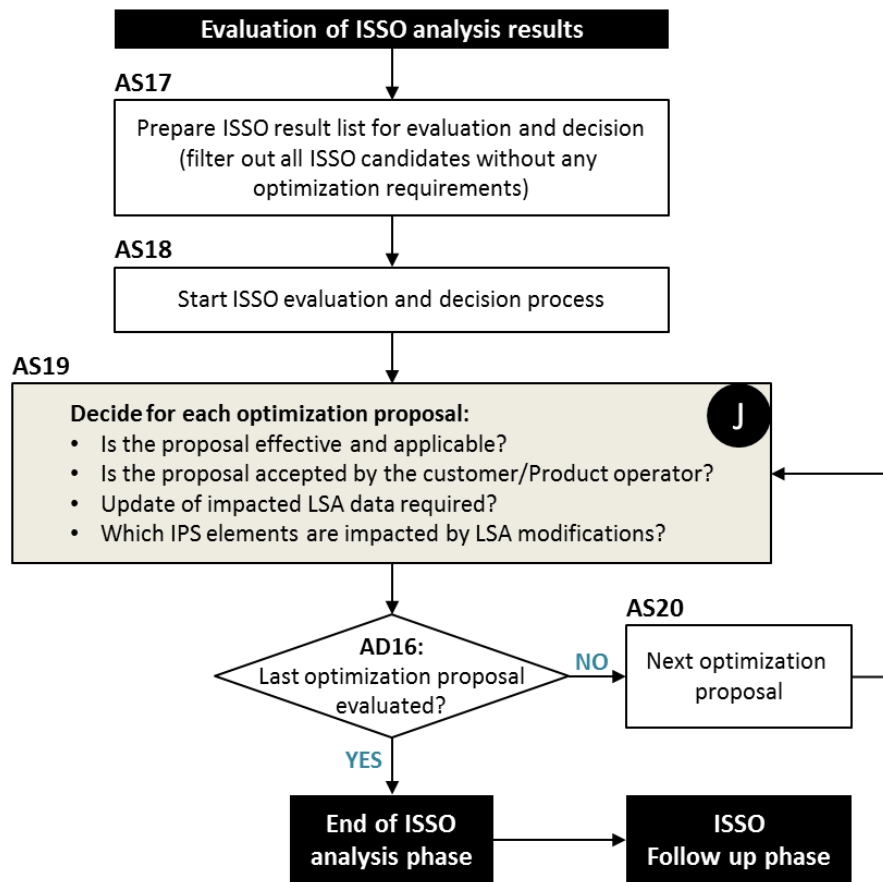 Evaluation of ISSO analysis results
AS17
Prepare ISSO result list for evaluation and decision
(filter out all ISSO candidates without any
optimization requirements)
AS18
Start ISSO evaluation and decision process
AS19
Decide for each optimization proposal:
J
• Is the proposal effective and applicable?
• Is the proposal accepted by the customer/Product operator?
• Update of impacted LSA data required?
• Which IPS elements are impacted by LSA modifications?
AD16:
Last optimization proposal
evaluated?
NO
AS20
Next optimization
proposal
YES
End of ISSO
analysis phase
ISSO
Follow up phase